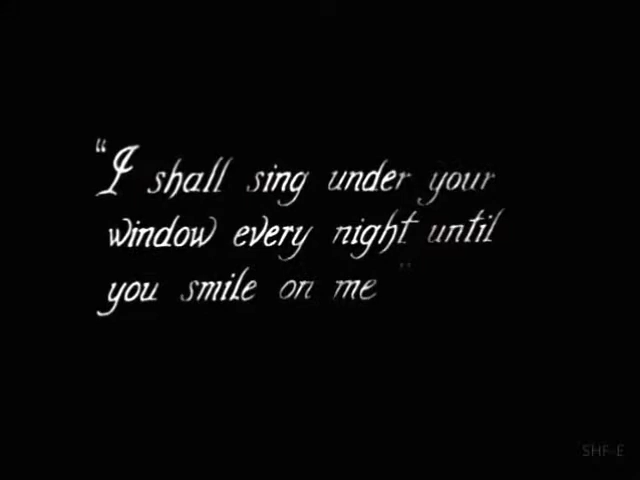 “I shall sing under your
window every night until
you smile on me”
SHF-E